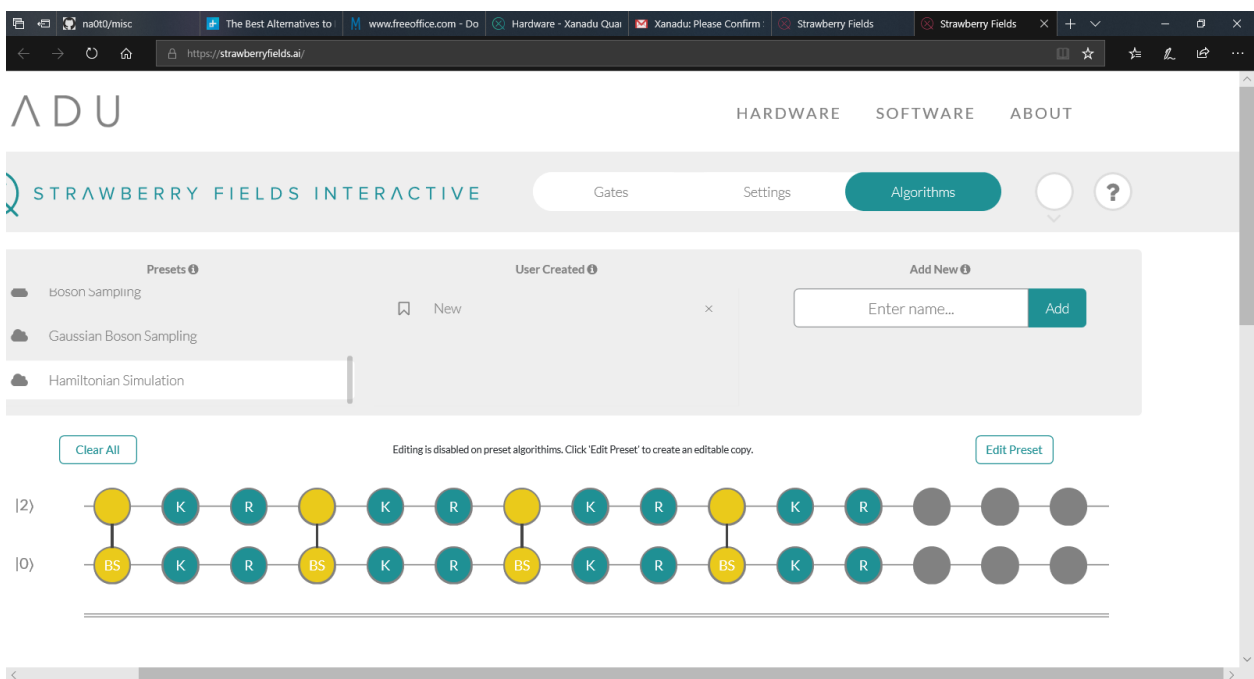 na0t0/misc The Best Alternatives to www.freeoffice.com - Do Hardware - Xanadu Quan Xanadu: Please Confirm Strawberry Fields Strawberry Fields
https://strawberryfields.ai/
ADU HARDWARE SOFTWARE ABOUT
STRAWBERRY FIELDS INTERACTIVE Gates Settings Algorithms ?
Presets User Created Add New
Boson Sampling New × Enter name... Add
Gaussian Boson Sampling
Hamiltonian Simulation
Clear All Editing is disabled on preset algorithims. Click 'Edit Preset' to create an editable copy. Edit Preset
|2⟩ K R K R K R K R
|0⟩ BS K R BS K R BS K R BS K R